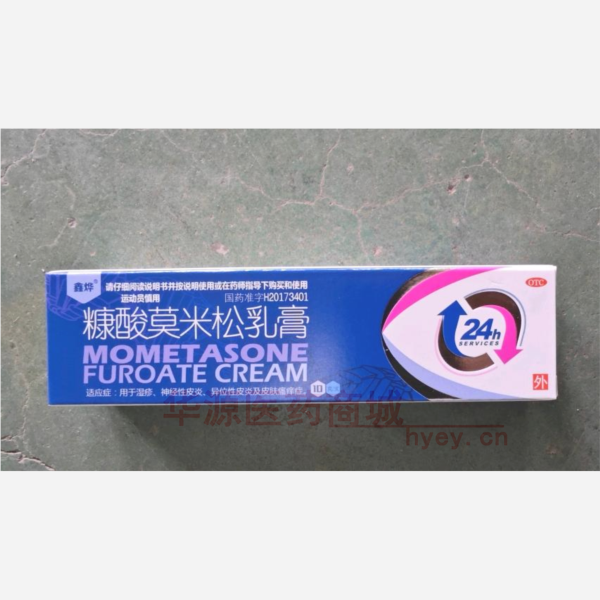 鑫烨®
请仔细阅读说明书并按说明使用或在药师指导下购买和使用
运动员慎用
国药准字H20173401
OTC
糠酸莫米松乳膏
MOMETASONE
FUROATE CREAM
24h
SERVICES
适应症：用于湿疹、神经性皮炎、异位性皮炎及皮肤瘙痒症。
外
华源医药商城
hyey.cn